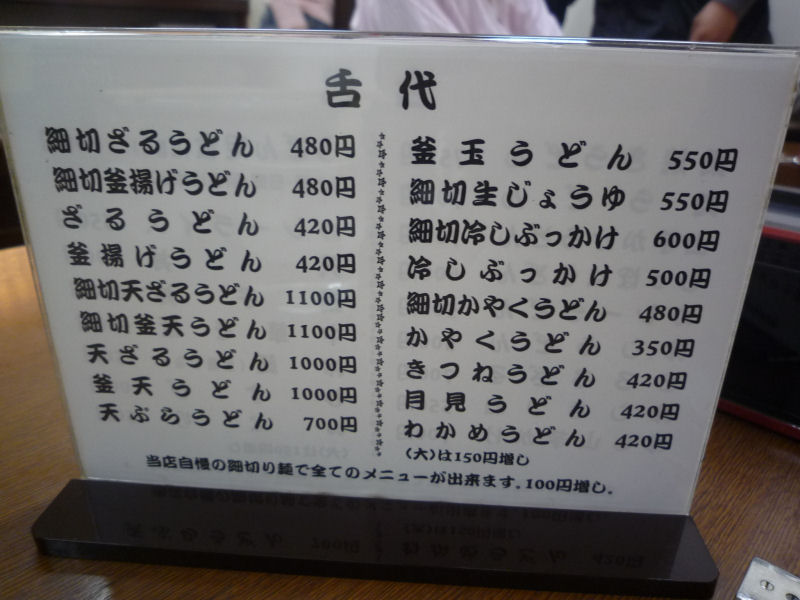 古代
細切ざるうどん 480円
細切釜揚げうどん 480円
ざるうどん 420円
釜揚げうどん 420円
細切天ざるうどん 1100円
細切釜天うどん 1100円
天ざるうどん 1000円
釜天うどん 1000円
天ぷらうどん 700円
釜玉うどん 550円
細切生じょうゆ 550円
細切冷しぶっかけ 600円
冷しぶっかけ 500円
細切かやくうどん 480円
かやくうどん 350円
きつねうどん 420円
月見うどん 420円
わかめうどん 420円
(大)は150円増し
当店自慢の細切り麺で全てのメニューが出来ます.100円増し.